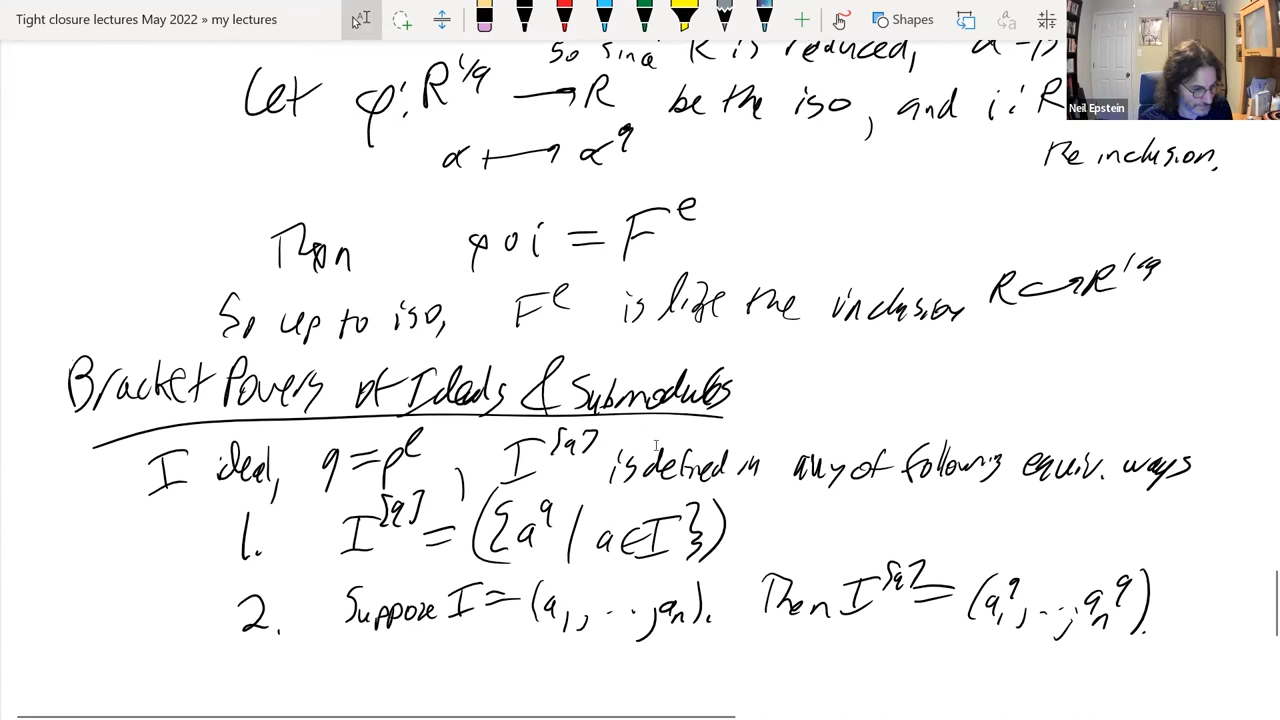 Tight closure lectures May 2022 » my lectures
Shapes
Neil Epstein
so since R is reduced,
Let φ: R^{1/q} → R be the iso, and i: R
α ↦ α^q
the inclusion.
Then φ∘i = F^e
So up to iso, F^e is like the inclusion R ↪ R^{1/q}
Bracket Powers of Ideals & Submodules
I ideal, q = p^e, I^{[q]} is defined in any of following equiv. ways
1. I^{[q]} = ({a^q | a ∈ I})
2. Suppose I = (a_1, ..., a_n). Then I^{[q]} = (a_1^q, ..., a_n^q).